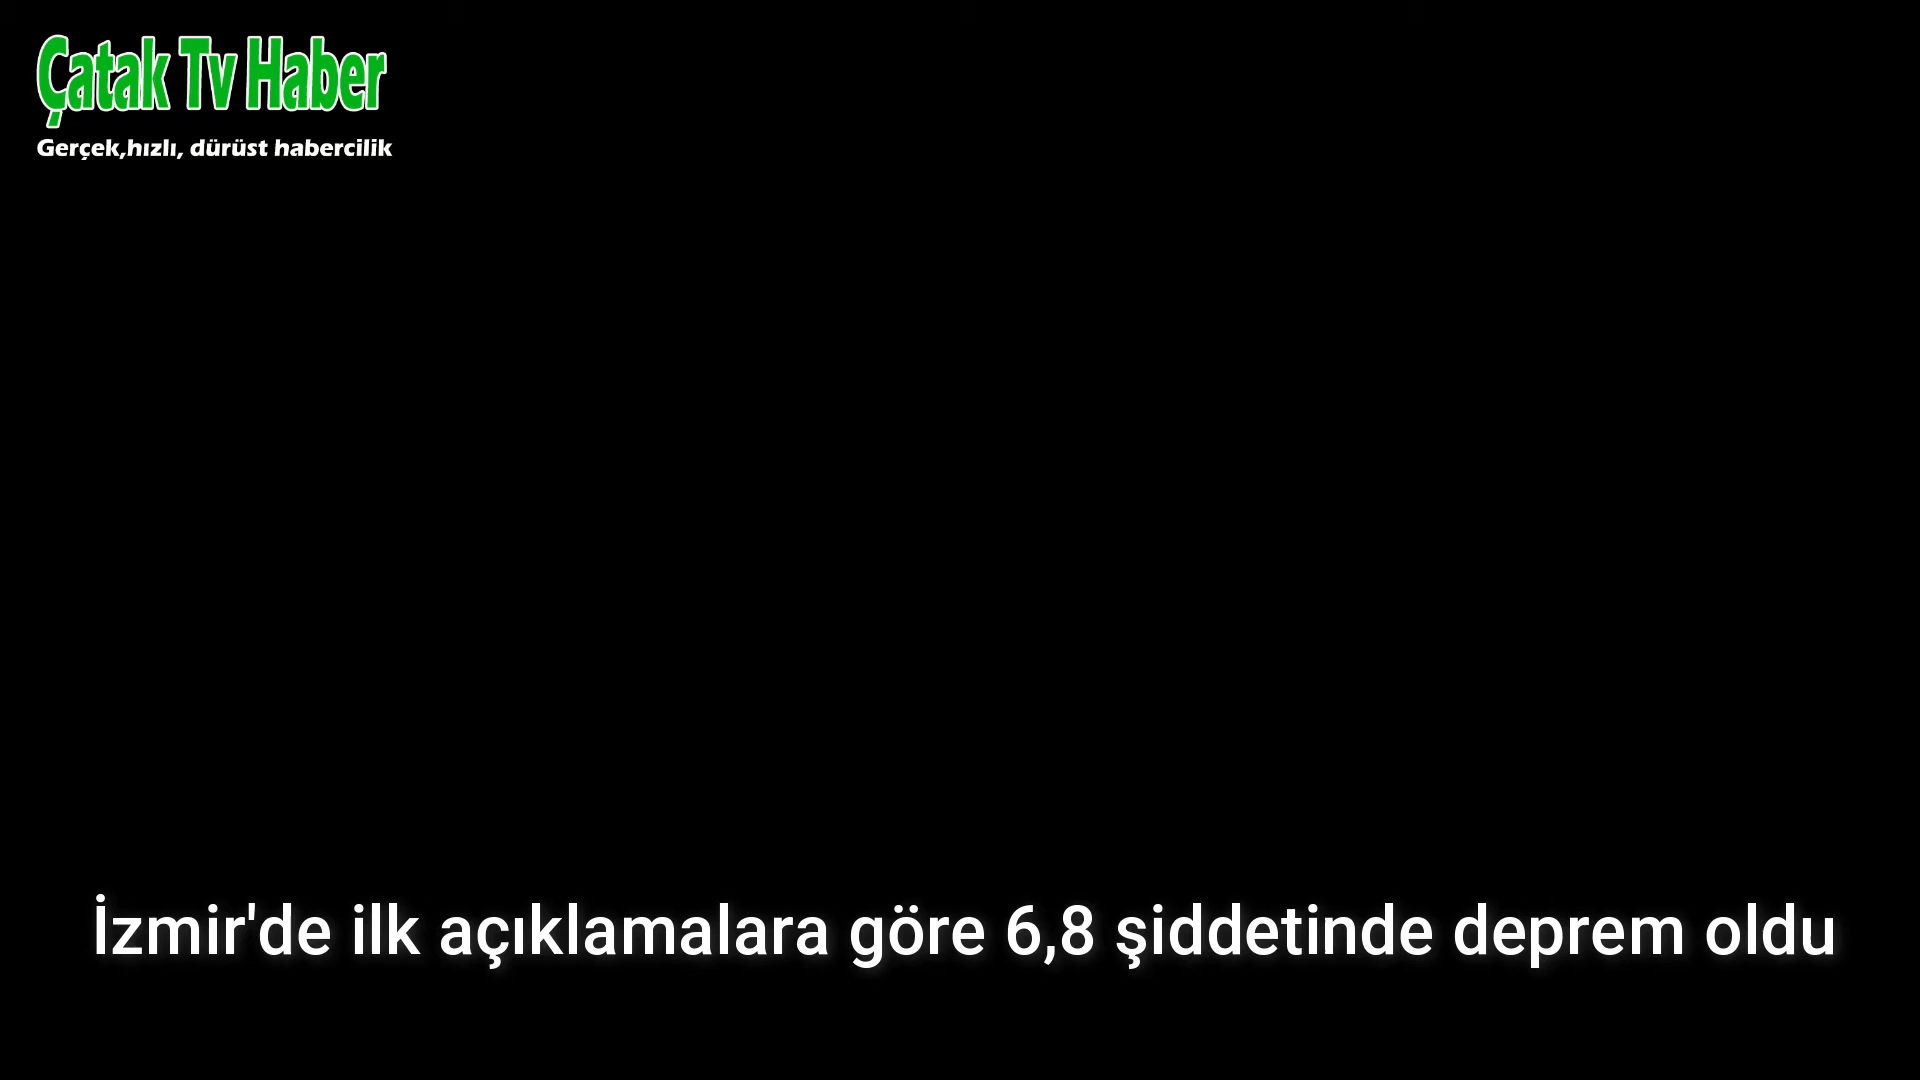 Çatak Tv Haber
Gerçek,hızlı, dürüst habercilik
İzmir'de ilk açıklamalara göre 6,8 şiddetinde deprem oldu